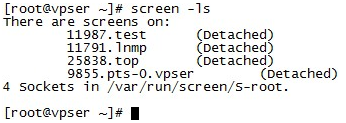 [root@vpser ~]# screen -ls
There are screens on:
11987.test (Detached)
11791.lnmp (Detached)
25838.top (Detached)
9855.pts-0.vpser (Detached)
4 Sockets in /var/run/screen/S-root.
[root@vpser ~]#